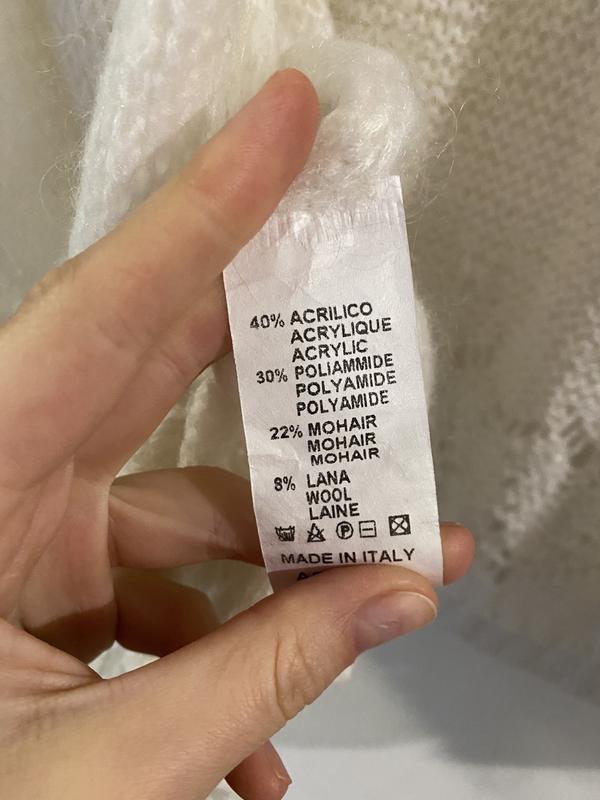 40% ACRILICO
ACRYLIQUE
ACRYLIC
30% POLIAMMIDE
POLYAMIDE
POLYAMIDE
22% MOHAIR
MOHAIR
MOHAIR
8% LANA
WOOL
LAINE
P
MADE IN ITALY